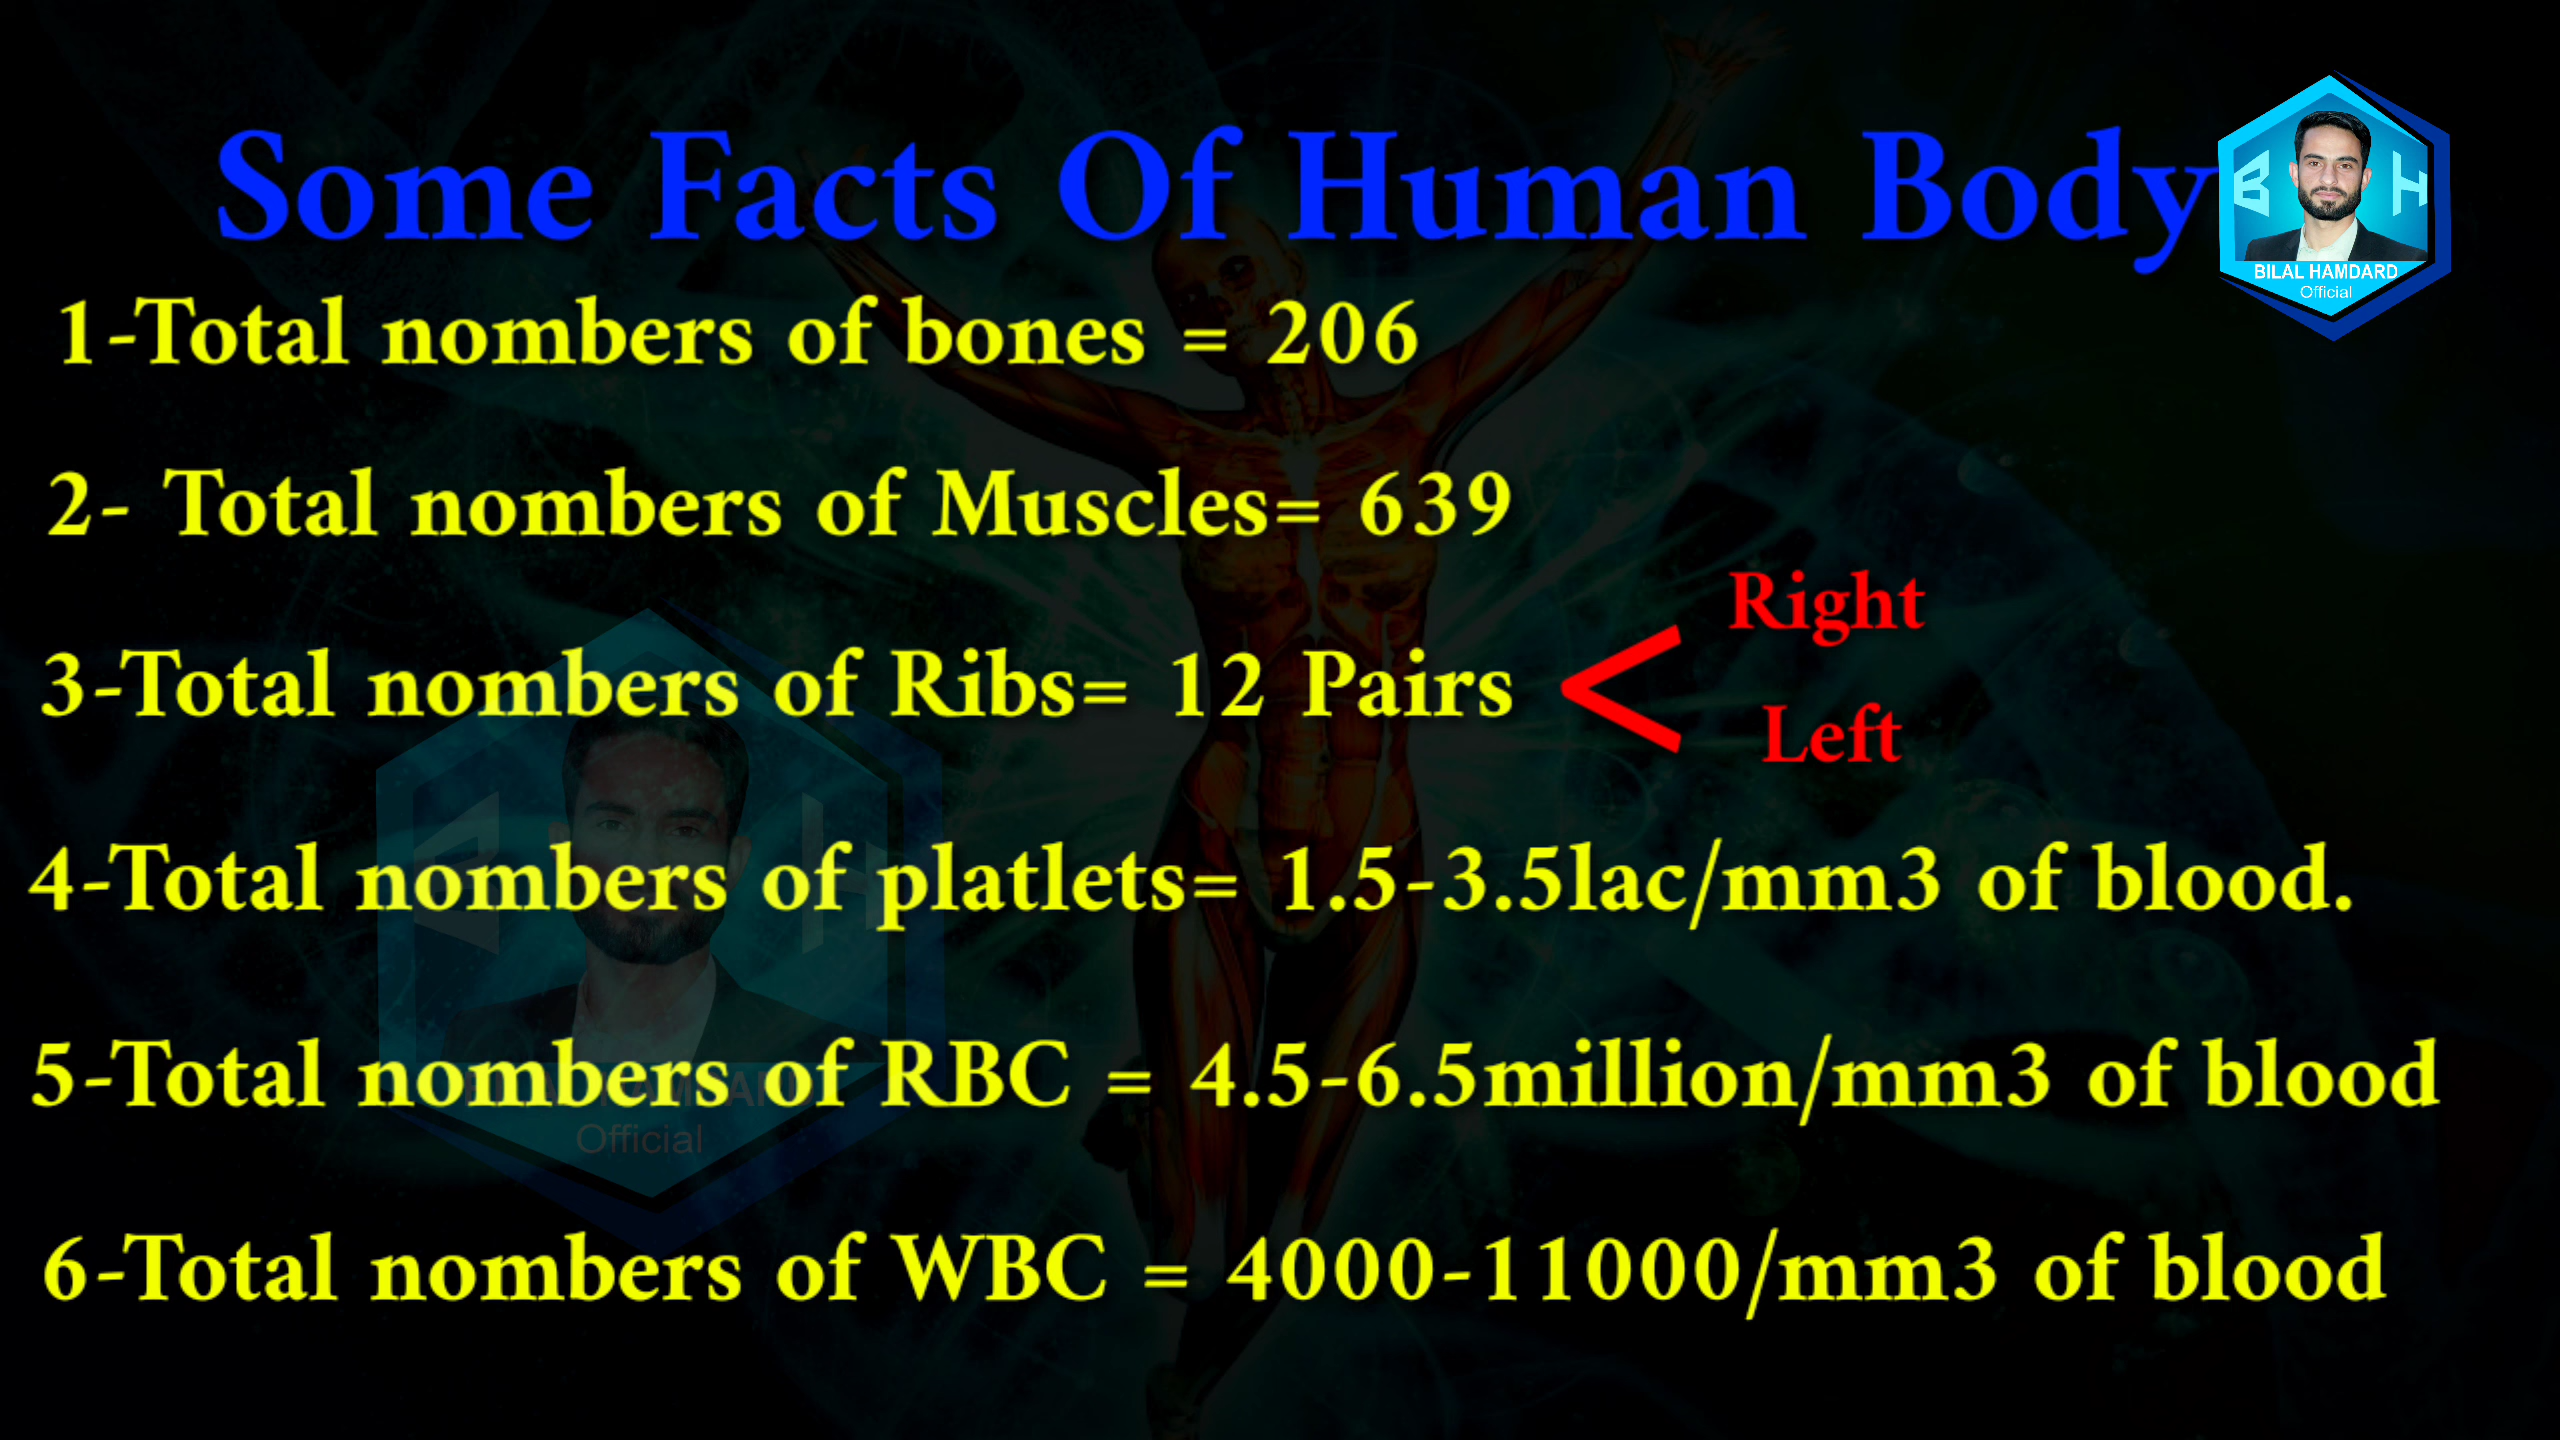 Some Facts Of Human Body
B H
BILAL HAMDARD
Official
1-Total nombers of bones = 206
2- Total nombers of Muscles= 639
3-Total nombers of Ribs= 12 Pairs <
Right
Left
4-Total nombers of platlets= 1.5-3.5lac/mm3 of blood.
5-Total nombers of RBC = 4.5-6.5million/mm3 of blood
Official
6-Total nombers of WBC = 4000-11000/mm3 of blood